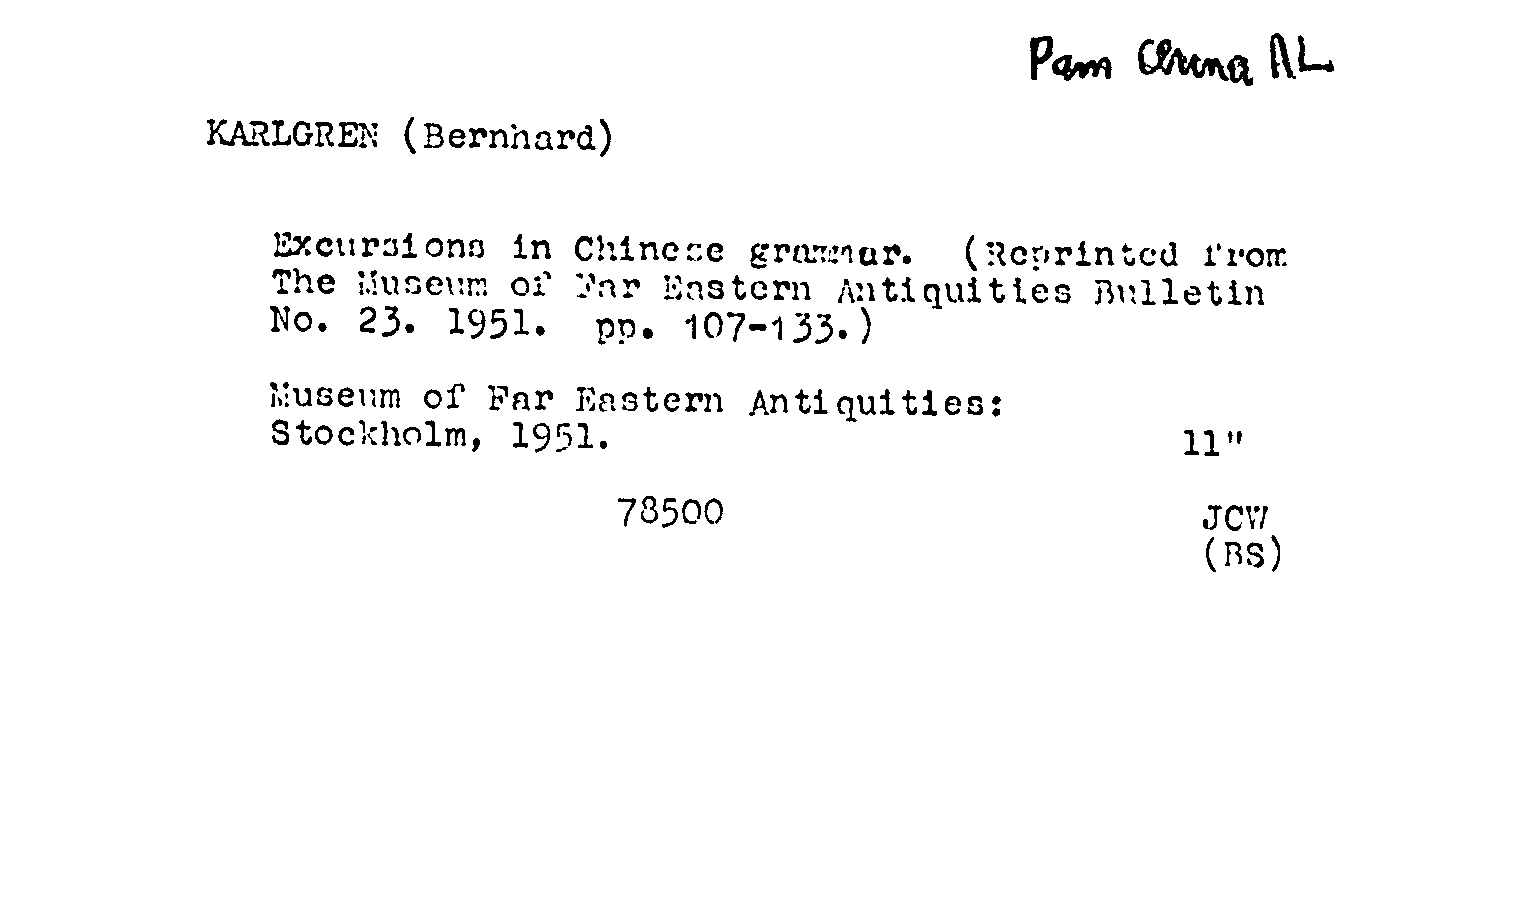 Pam China AL
KARLGREN (Bernhard)
Excursions in Chinese grammar. (Reprinted from
The Museum of Far Eastern Antiquities Bulletin
No. 23. 1951. pp. 107-133.)
Museum of Far Eastern Antiquities:
Stockholm, 1951.
11"
78500
JCW
(BS)